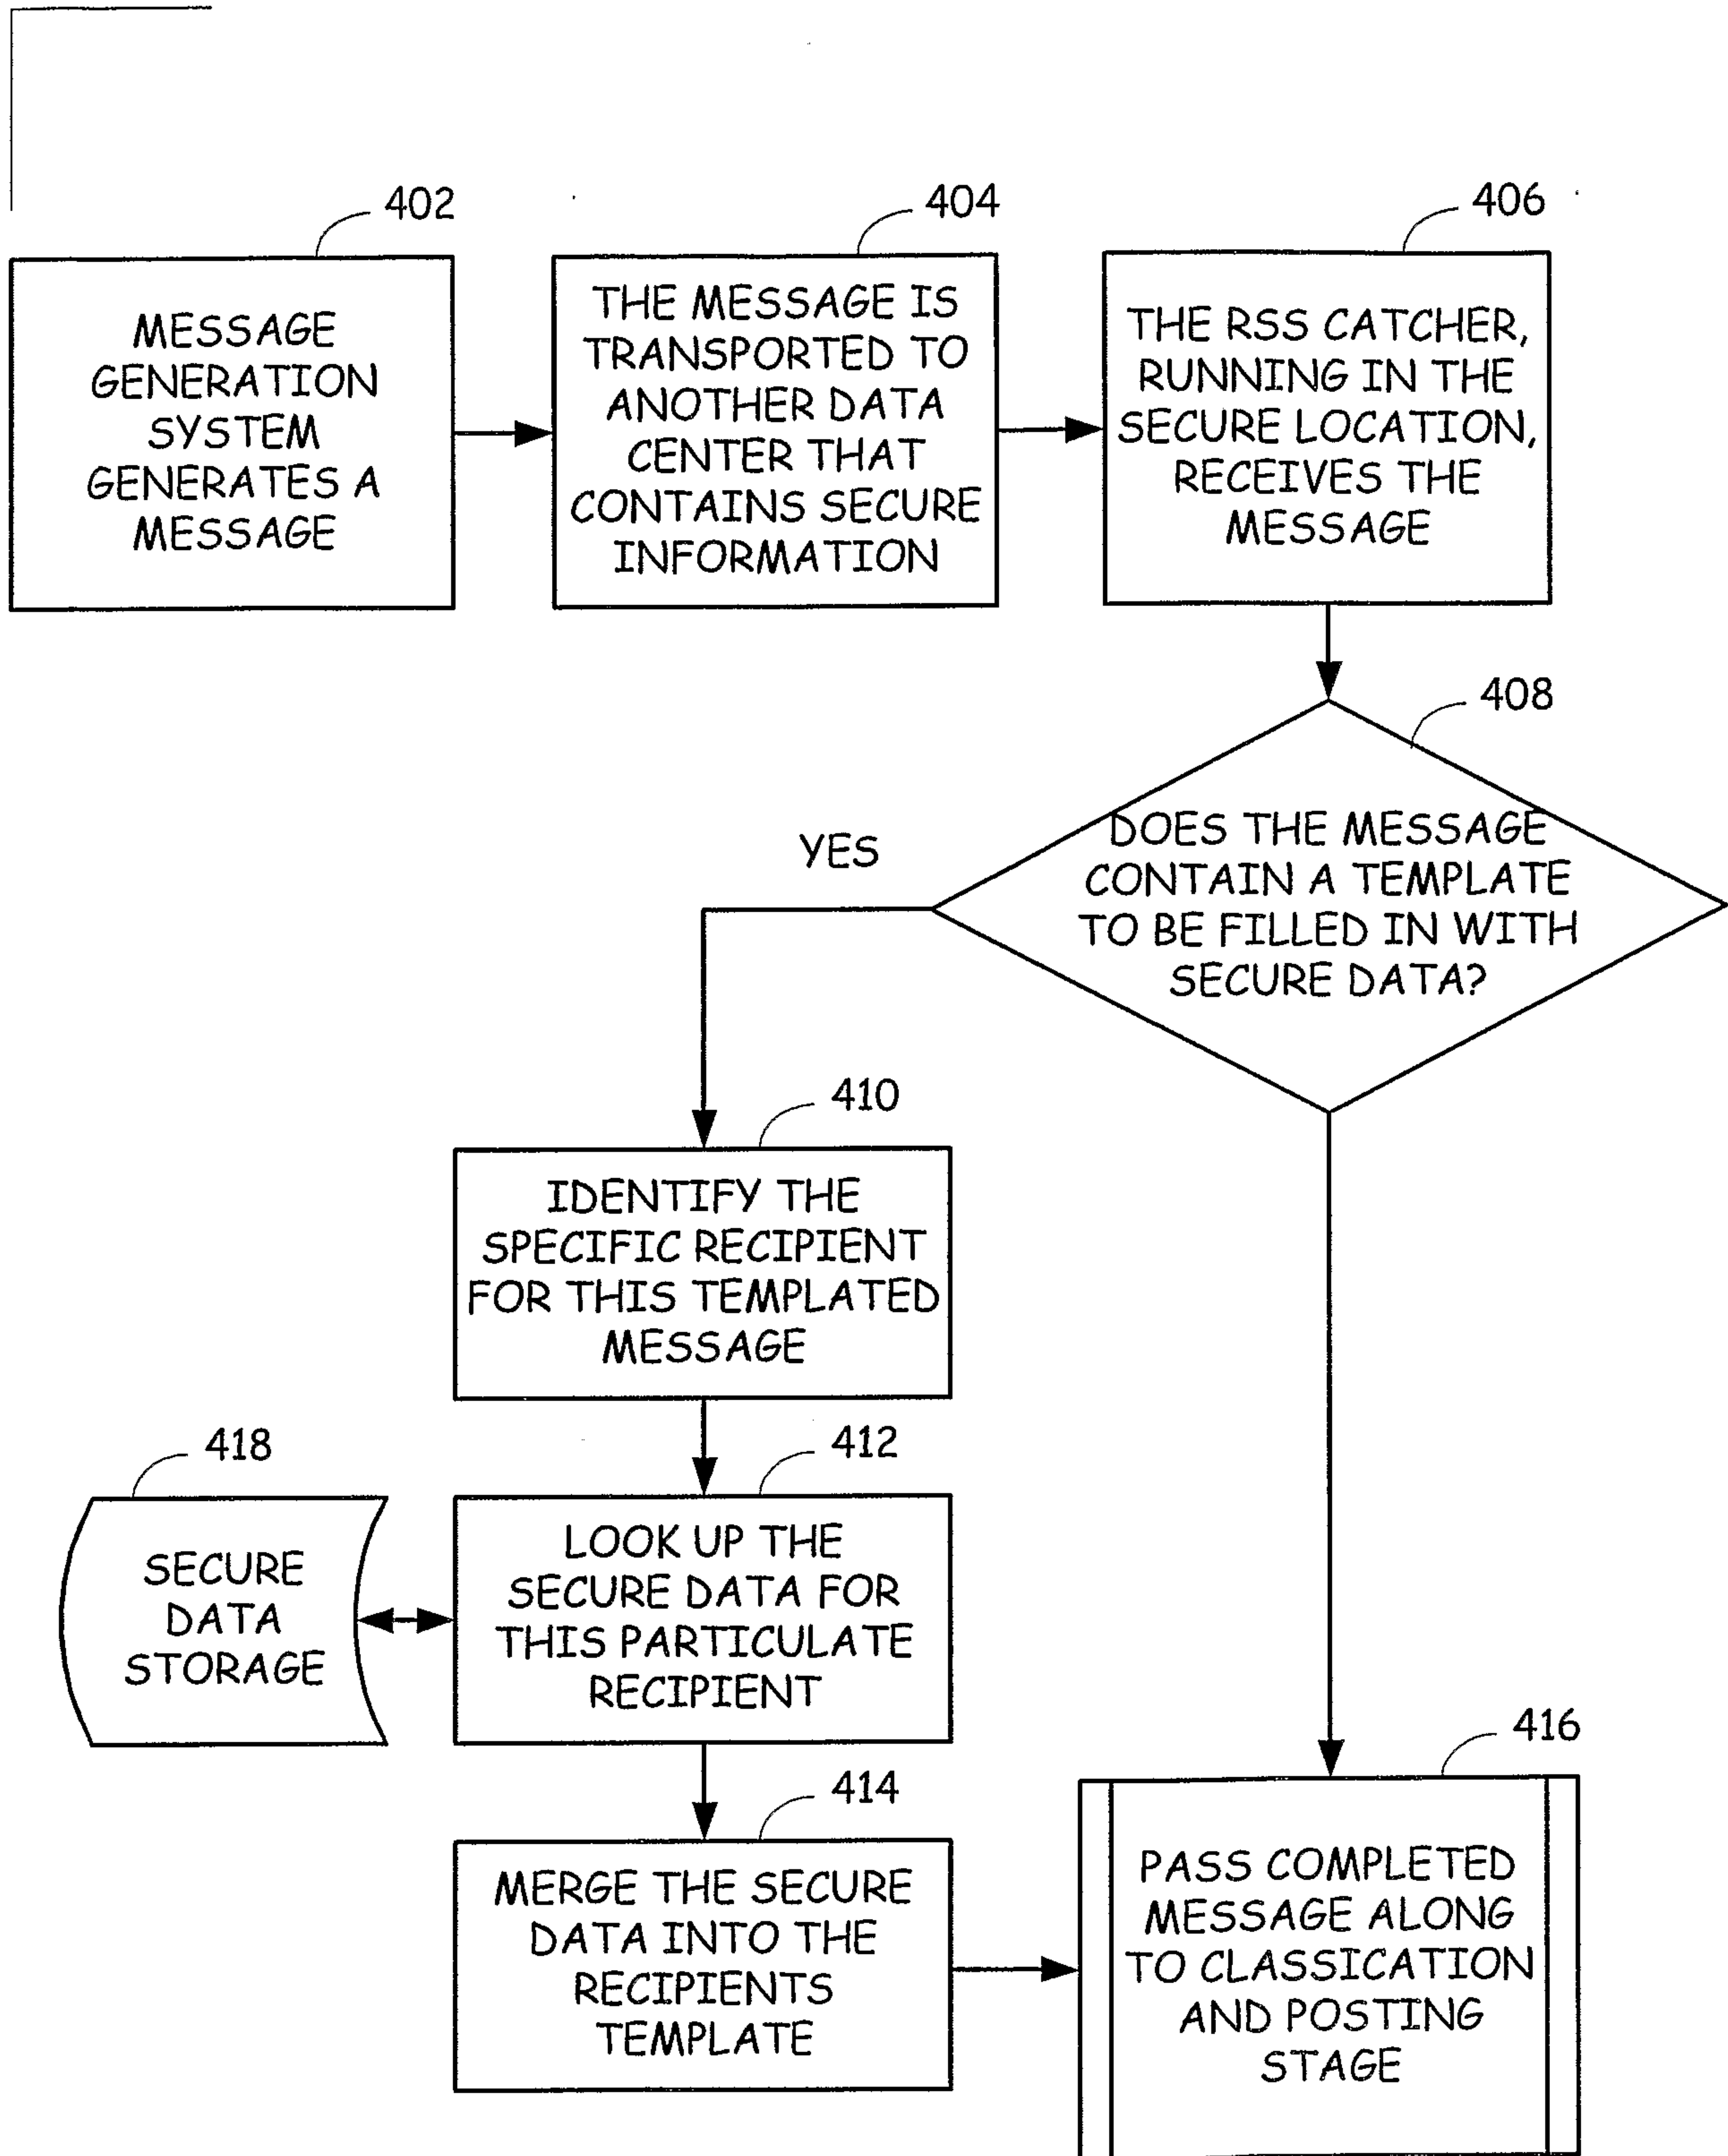 402
MESSAGE
GENERATION
SYSTEM
GENERATES A
MESSAGE
404
THE MESSAGE IS
TRANSPORTED TO
ANOTHER DATA
CENTER THAT
CONTAINS SECURE
INFORMATION
406
THE RSS CATCHER,
RUNNING IN THE
SECURE LOCATION,
RECEIVES THE
MESSAGE
408
DOES THE MESSAGE
CONTAIN A TEMPLATE
TO BE FILLED IN WITH
SECURE DATA?
YES
410
IDENTIFY THE
SPECIFIC RECIPIENT
FOR THIS TEMPLATED
MESSAGE
418
SECURE
DATA
STORAGE
412
LOOK UP THE
SECURE DATA FOR
THIS PARTICULATE
RECIPIENT
414
MERGE THE SECURE
DATA INTO THE
RECIPIENTS
TEMPLATE
416
PASS COMPLETED
MESSAGE ALONG
TO CLASSICATION
AND POSTING
STAGE